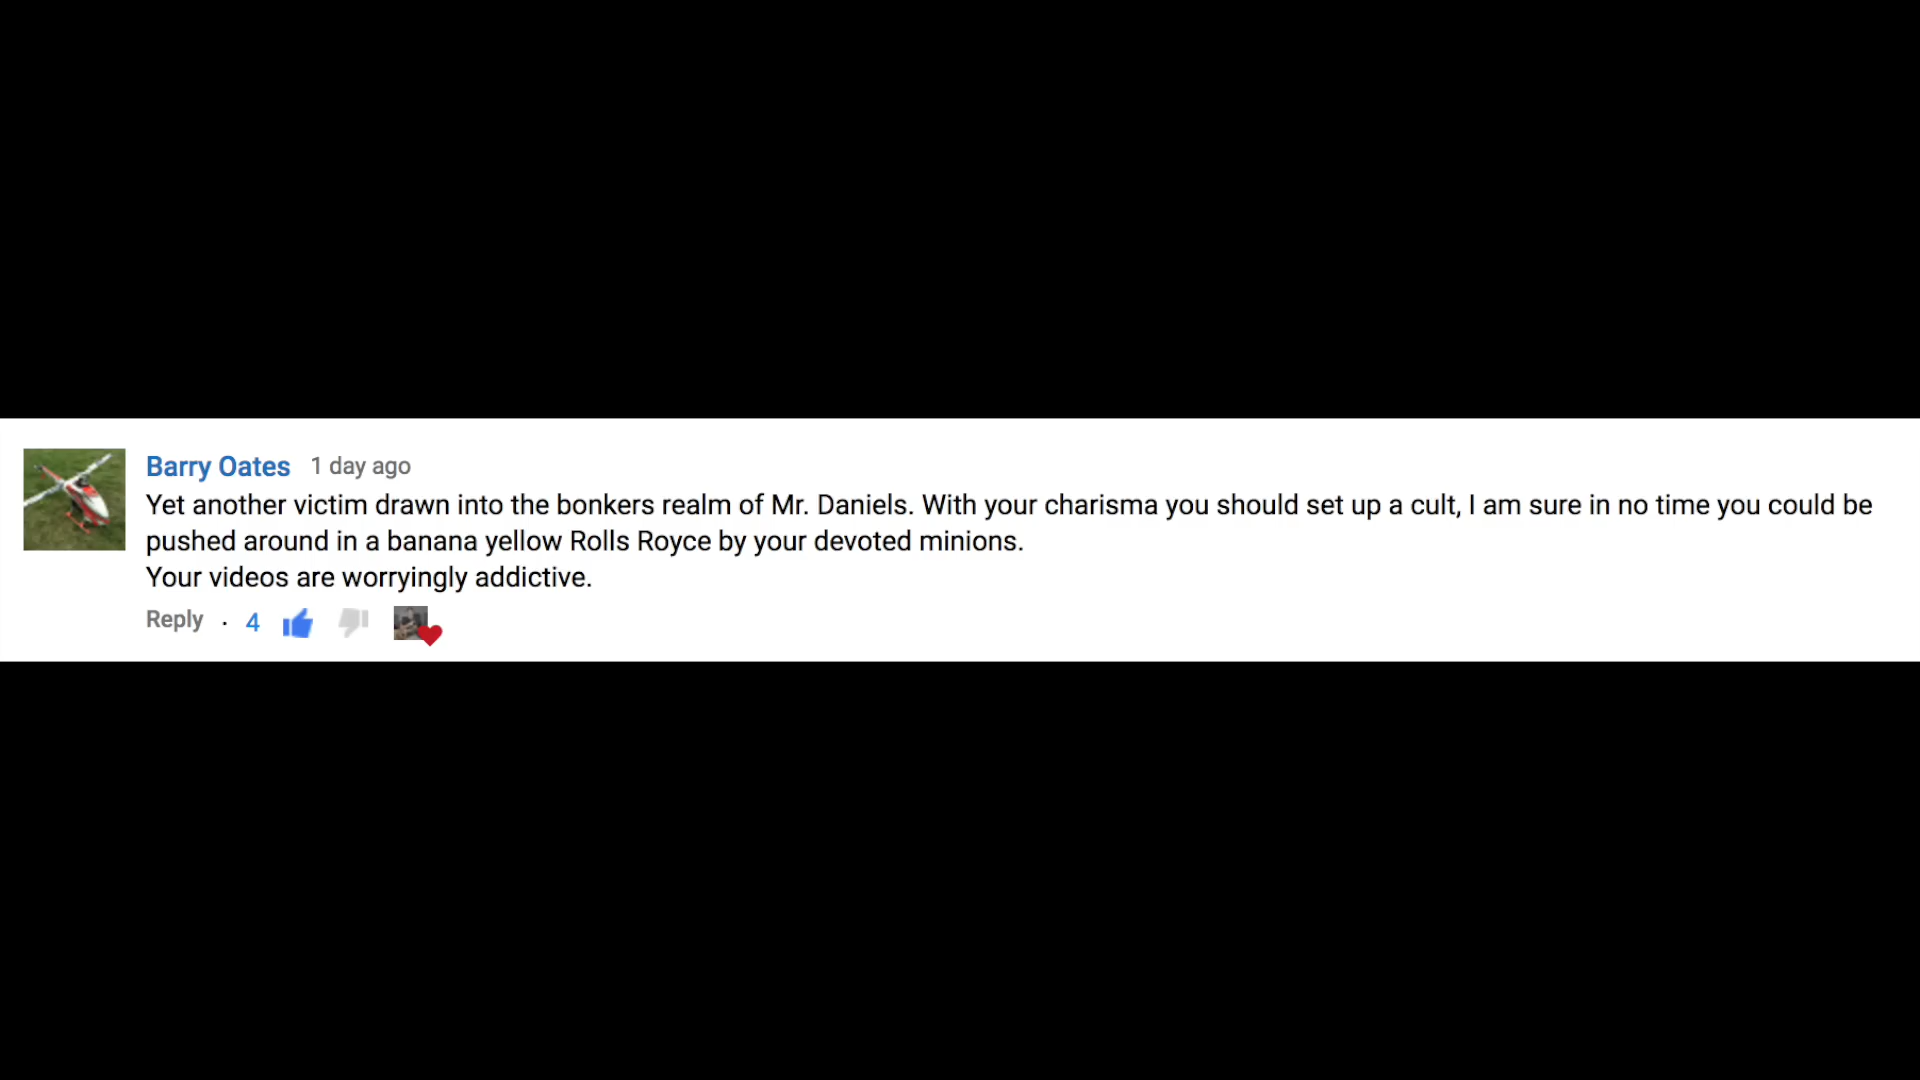 Barry Oates 1 day ago
Yet another victim drawn into the bonkers realm of Mr. Daniels. With your charisma you should set up a cult, I am sure in no time you could be
pushed around in a banana yellow Rolls Royce by your devoted minions.
Your videos are worryingly addictive.
Reply · 4